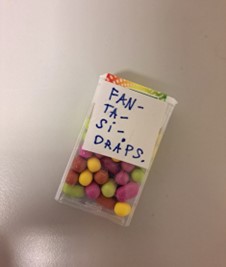 FAN-
TA-
Si-
DRAPS.